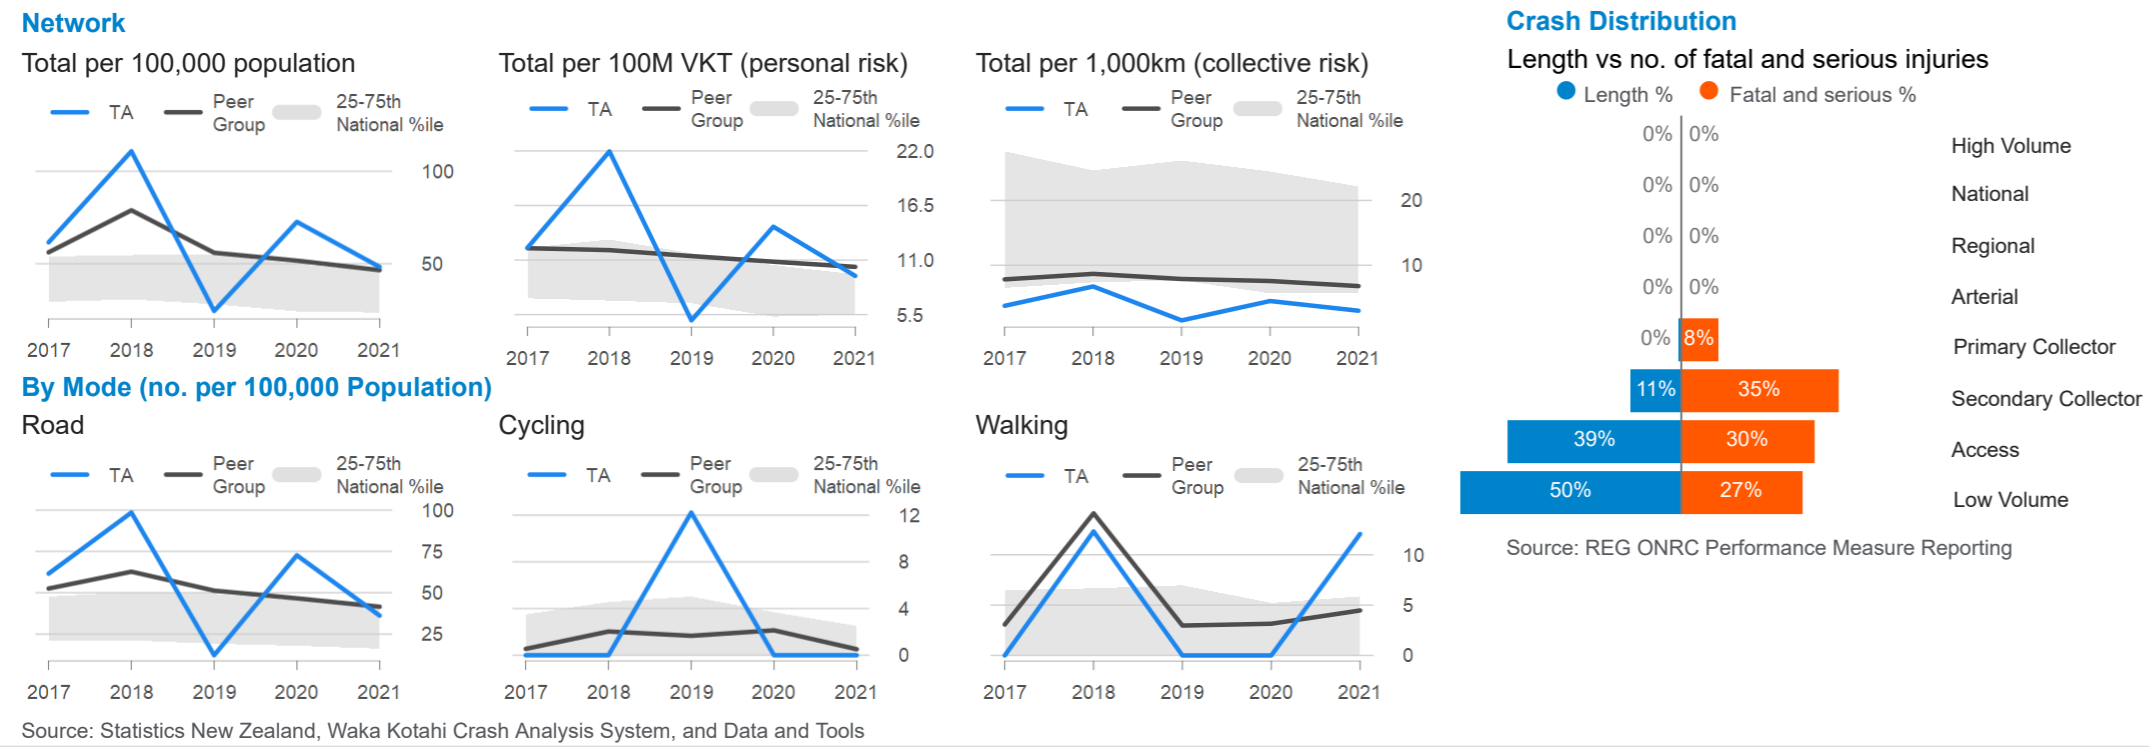 Network
Total per 100,000 population
TA
Peer Group
25-75th National %ile
100
50
2017 2018 2019 2020 2021
Total per 100M VKT (personal risk)
TA
Peer Group
25-75th National %ile
22.0
16.5
11.0
5.5
2017 2018 2019 2020 2021
Total per 1,000km (collective risk)
TA
Peer Group
25-75th National %ile
20
10
2017 2018 2019 2020 2021
By Mode (no. per 100,000 Population)
Road
TA
Peer Group
25-75th National %ile
100
75
50
25
2017 2018 2019 2020 2021
Cycling
TA
Peer Group
25-75th National %ile
12
8
4
0
2017 2018 2019 2020 2021
Walking
TA
Peer Group
25-75th National %ile
10
5
0
2017 2018 2019 2020 2021
Source: Statistics New Zealand, Waka Kotahi Crash Analysis System, and Data and Tools
Crash Distribution
Length vs no. of fatal and serious injuries
Length % Fatal and serious %
0% 0% High Volume
0% 0% National
0% 0% Regional
0% 0% Arterial
0% 8% Primary Collector
11% 35% Secondary Collector
39% 30% Access
50% 27% Low Volume
Source: REG ONRC Performance Measure Reporting